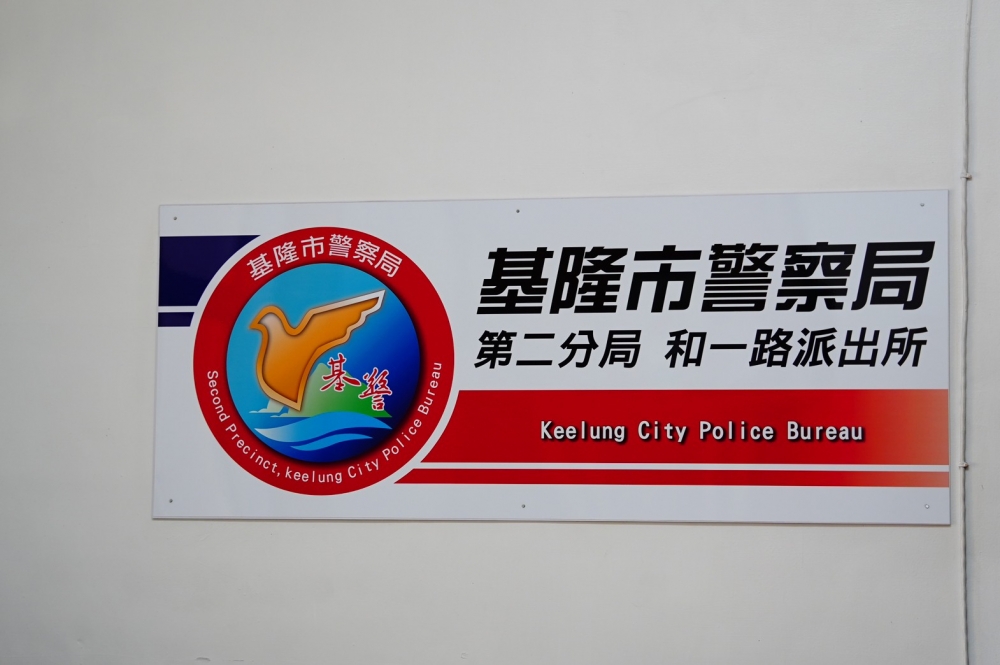 基隆市警察局
基警
Second Precinct, keelung City Police Bureau
基隆市警察局
第二分局 和一路派出所
Keelung City Police Bureau